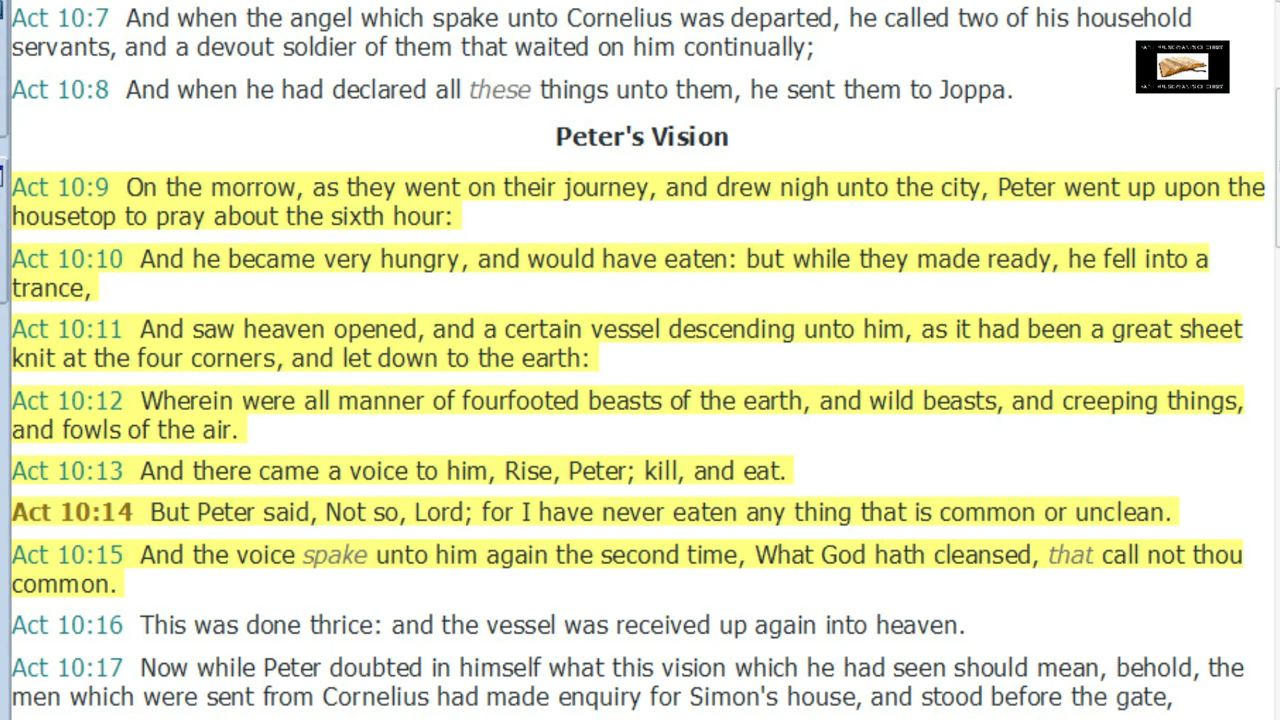 Act 10:7 And when the angel which spake unto Cornelius was departed, he called two of his household
servants, and a devout soldier of them that waited on him continually;
Act 10:8 And when he had declared all these things unto them, he sent them to Joppa.
Peter's Vision
Act 10:9 On the morrow, as they went on their journey, and drew nigh unto the city, Peter went up upon the
housetop to pray about the sixth hour:
Act 10:10 And he became very hungry, and would have eaten: but while they made ready, he fell into a
trance,
Act 10:11 And saw heaven opened, and a certain vessel descending unto him, as it had been a great sheet
knit at the four corners, and let down to the earth:
Act 10:12 Wherein were all manner of fourfooted beasts of the earth, and wild beasts, and creeping things,
and fowls of the air.
Act 10:13 And there came a voice to him, Rise, Peter; kill, and eat.
Act 10:14 But Peter said, Not so, Lord; for I have never eaten any thing that is common or unclean.
Act 10:15 And the voice spake unto him again the second time, What God hath cleansed, that call not thou
common.
Act 10:16 This was done thrice: and the vessel was received up again into heaven.
Act 10:17 Now while Peter doubted in himself what this vision which he had seen should mean, behold, the
men which were sent from Cornelius had made enquiry for Simon's house, and stood before the gate,